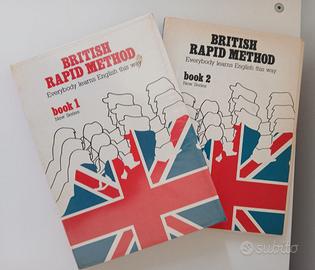 BRITISH
RAPID METHOD
Everybody learns English this way
book 1
New Series
BRITISH
RAPID METHOD
Everybody learns English this way
book 2
New Series
subito